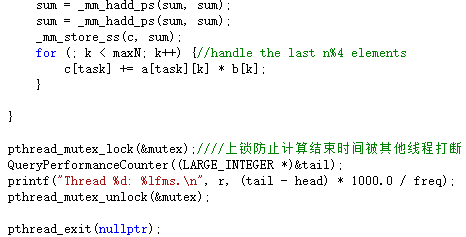 sum = _mm_hadd_ps(sum, sum);
sum = _mm_hadd_ps(sum, sum);
_mm_store_ss(c, sum);
for (; k < maxN; k++) {//handle the last n%4 elements
c[task] += a[task][k] * b[k];
}
}
pthread_mutex_lock(&mutex);////上锁防止计算结束时间被其他线程打断
QueryPerformanceCounter((LARGE_INTEGER *)&tail);
printf("Thread %d: %lfms.\n", r, (tail - head) * 1000.0 / freq);
pthread_mutex_unlock(&mutex);
pthread_exit(nullptr);